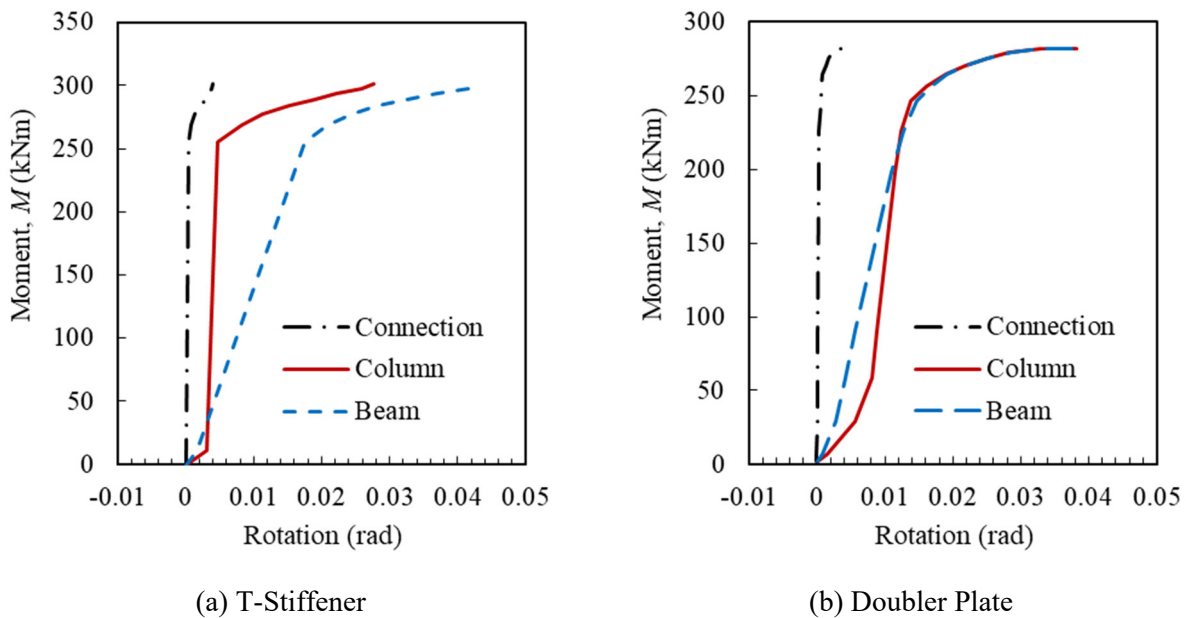 350
300
250
200
150
100
50
0
Moment, M (kNm)
Connection
Column
Beam
-0.01 0 0.01 0.02 0.03 0.04 0.05
Rotation (rad)
(a) T-Stiffener
300
250
200
150
100
50
0
Moment, M (kNm)
Connection
Column
Beam
-0.01 0 0.01 0.02 0.03 0.04 0.05
Rotation (rad)
(b) Doubler Plate